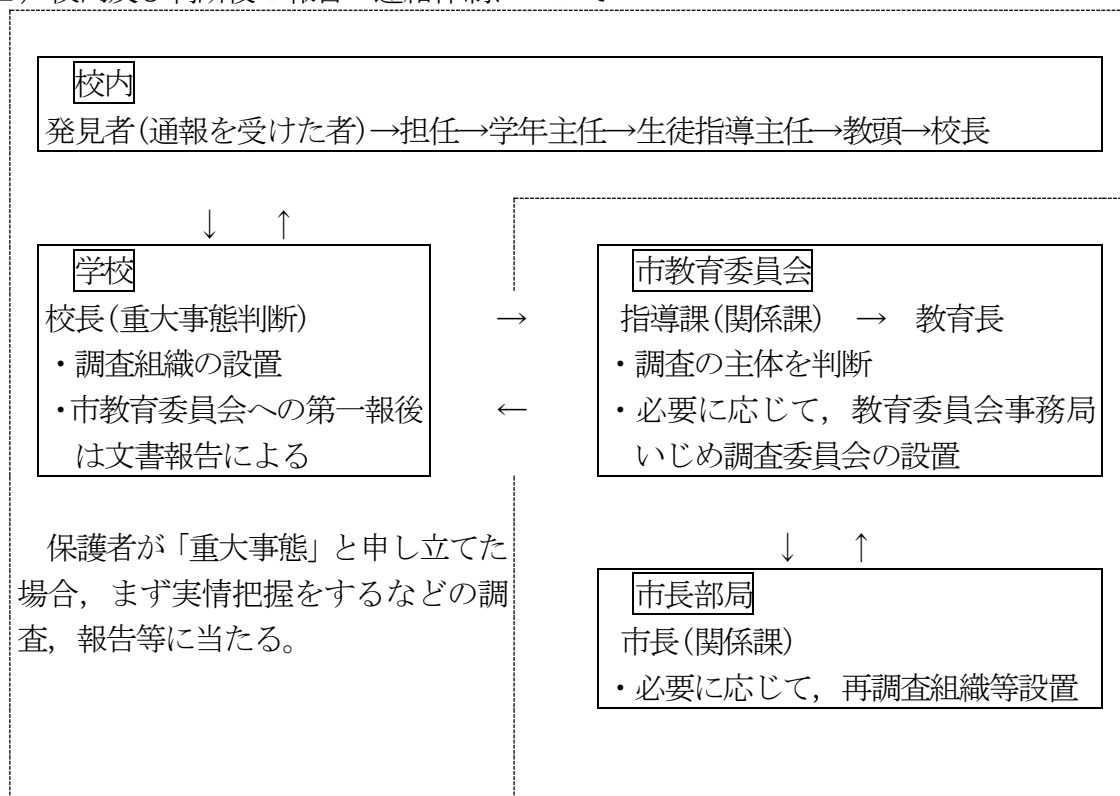 校内
発見者(通報を受けた者)→担任→学年主任→生徒指導主任→教頭→校長
↓ ↑
学校
校長(重大事態判断)
・調査組織の設置
・市教育委員会への第一報後
は文書報告による
→
←
市教育委員会
指導課(関係課) → 教育長
・調査の主体を判断
・必要に応じて，教育委員会事務局
いじめ調査委員会の設置
保護者が「重大事態」と申し立てた
場合，まず実情把握をするなどの調
査，報告等に当たる。
↓ ↑
市長部局
市長(関係課)
・必要に応じて，再調査組織等設置